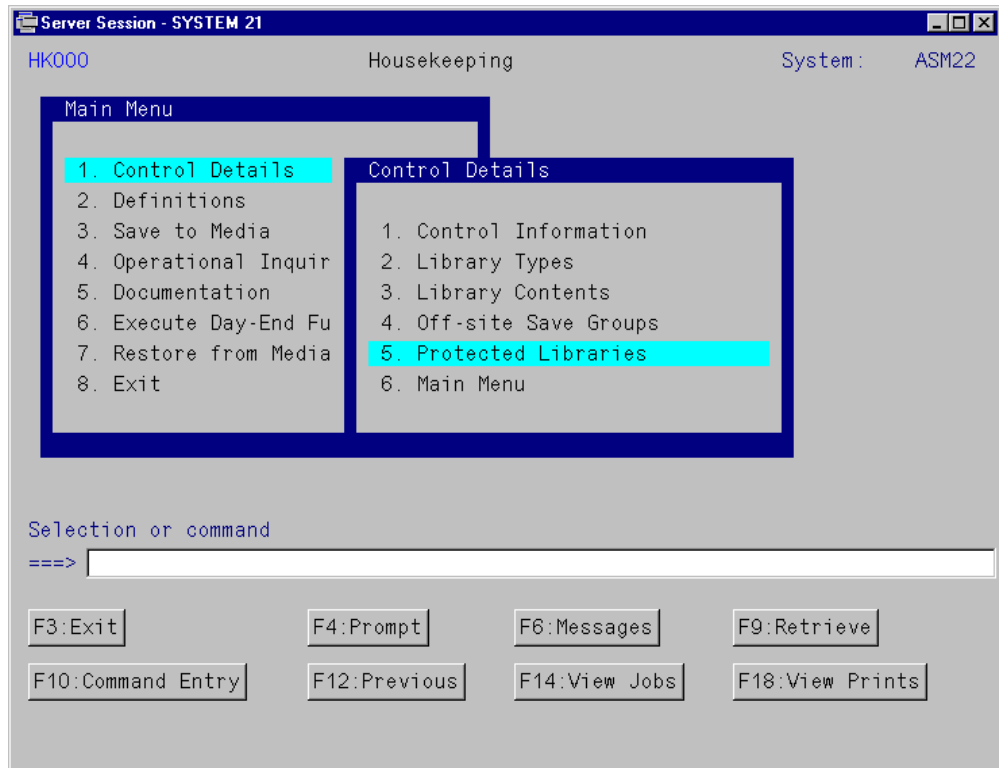 Server Session - SYSTEM 21
HK000 Housekeeping System: ASM22
Main Menu
1. Control Details
2. Definitions
3. Save to Media
4. Operational Inquir
5. Documentation
6. Execute Day-End Fu
7. Restore from Media
8. Exit
Control Details
1. Control Information
2. Library Types
3. Library Contents
4. Off-site Save Groups
5. Protected Libraries
6. Main Menu
Selection or command
===>
F3:Exit F4:Prompt F6:Messages F9:Retrieve
F10:Command Entry F12:Previous F14:View Jobs F18:View Prints